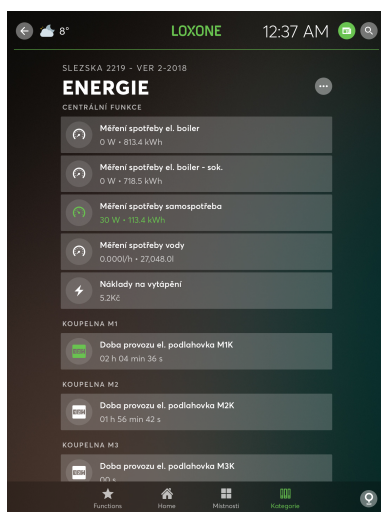 8°
LOXONE
12:37 AM
SLEZSKA 2219 - VER 2-2018
ENERGIE
CENTRÁLNÍ FUNKCE
Měření spotřeby el. boiler
0 W • 813.4 kWh
Měření spotřeby el. boiler - sok.
0 W • 718.5 kWh
Měření spotřeby samospotřeba
30 W • 113.4 kWh
Měření spotřeby vody
0.000l/h • 27,048.0l
Náklady na vytápění
5.2Kč
KOUPELNA M1
Doba provozu el. podlahovka M1K
02 h 04 min 36 s
KOUPELNA M2
Doba provozu el. podlahovka M2K
01 h 56 min 42 s
KOUPELNA M3
Doba provozu el. podlahovka M3K
00 s
Functions
Home
Místnosti
Kategorie